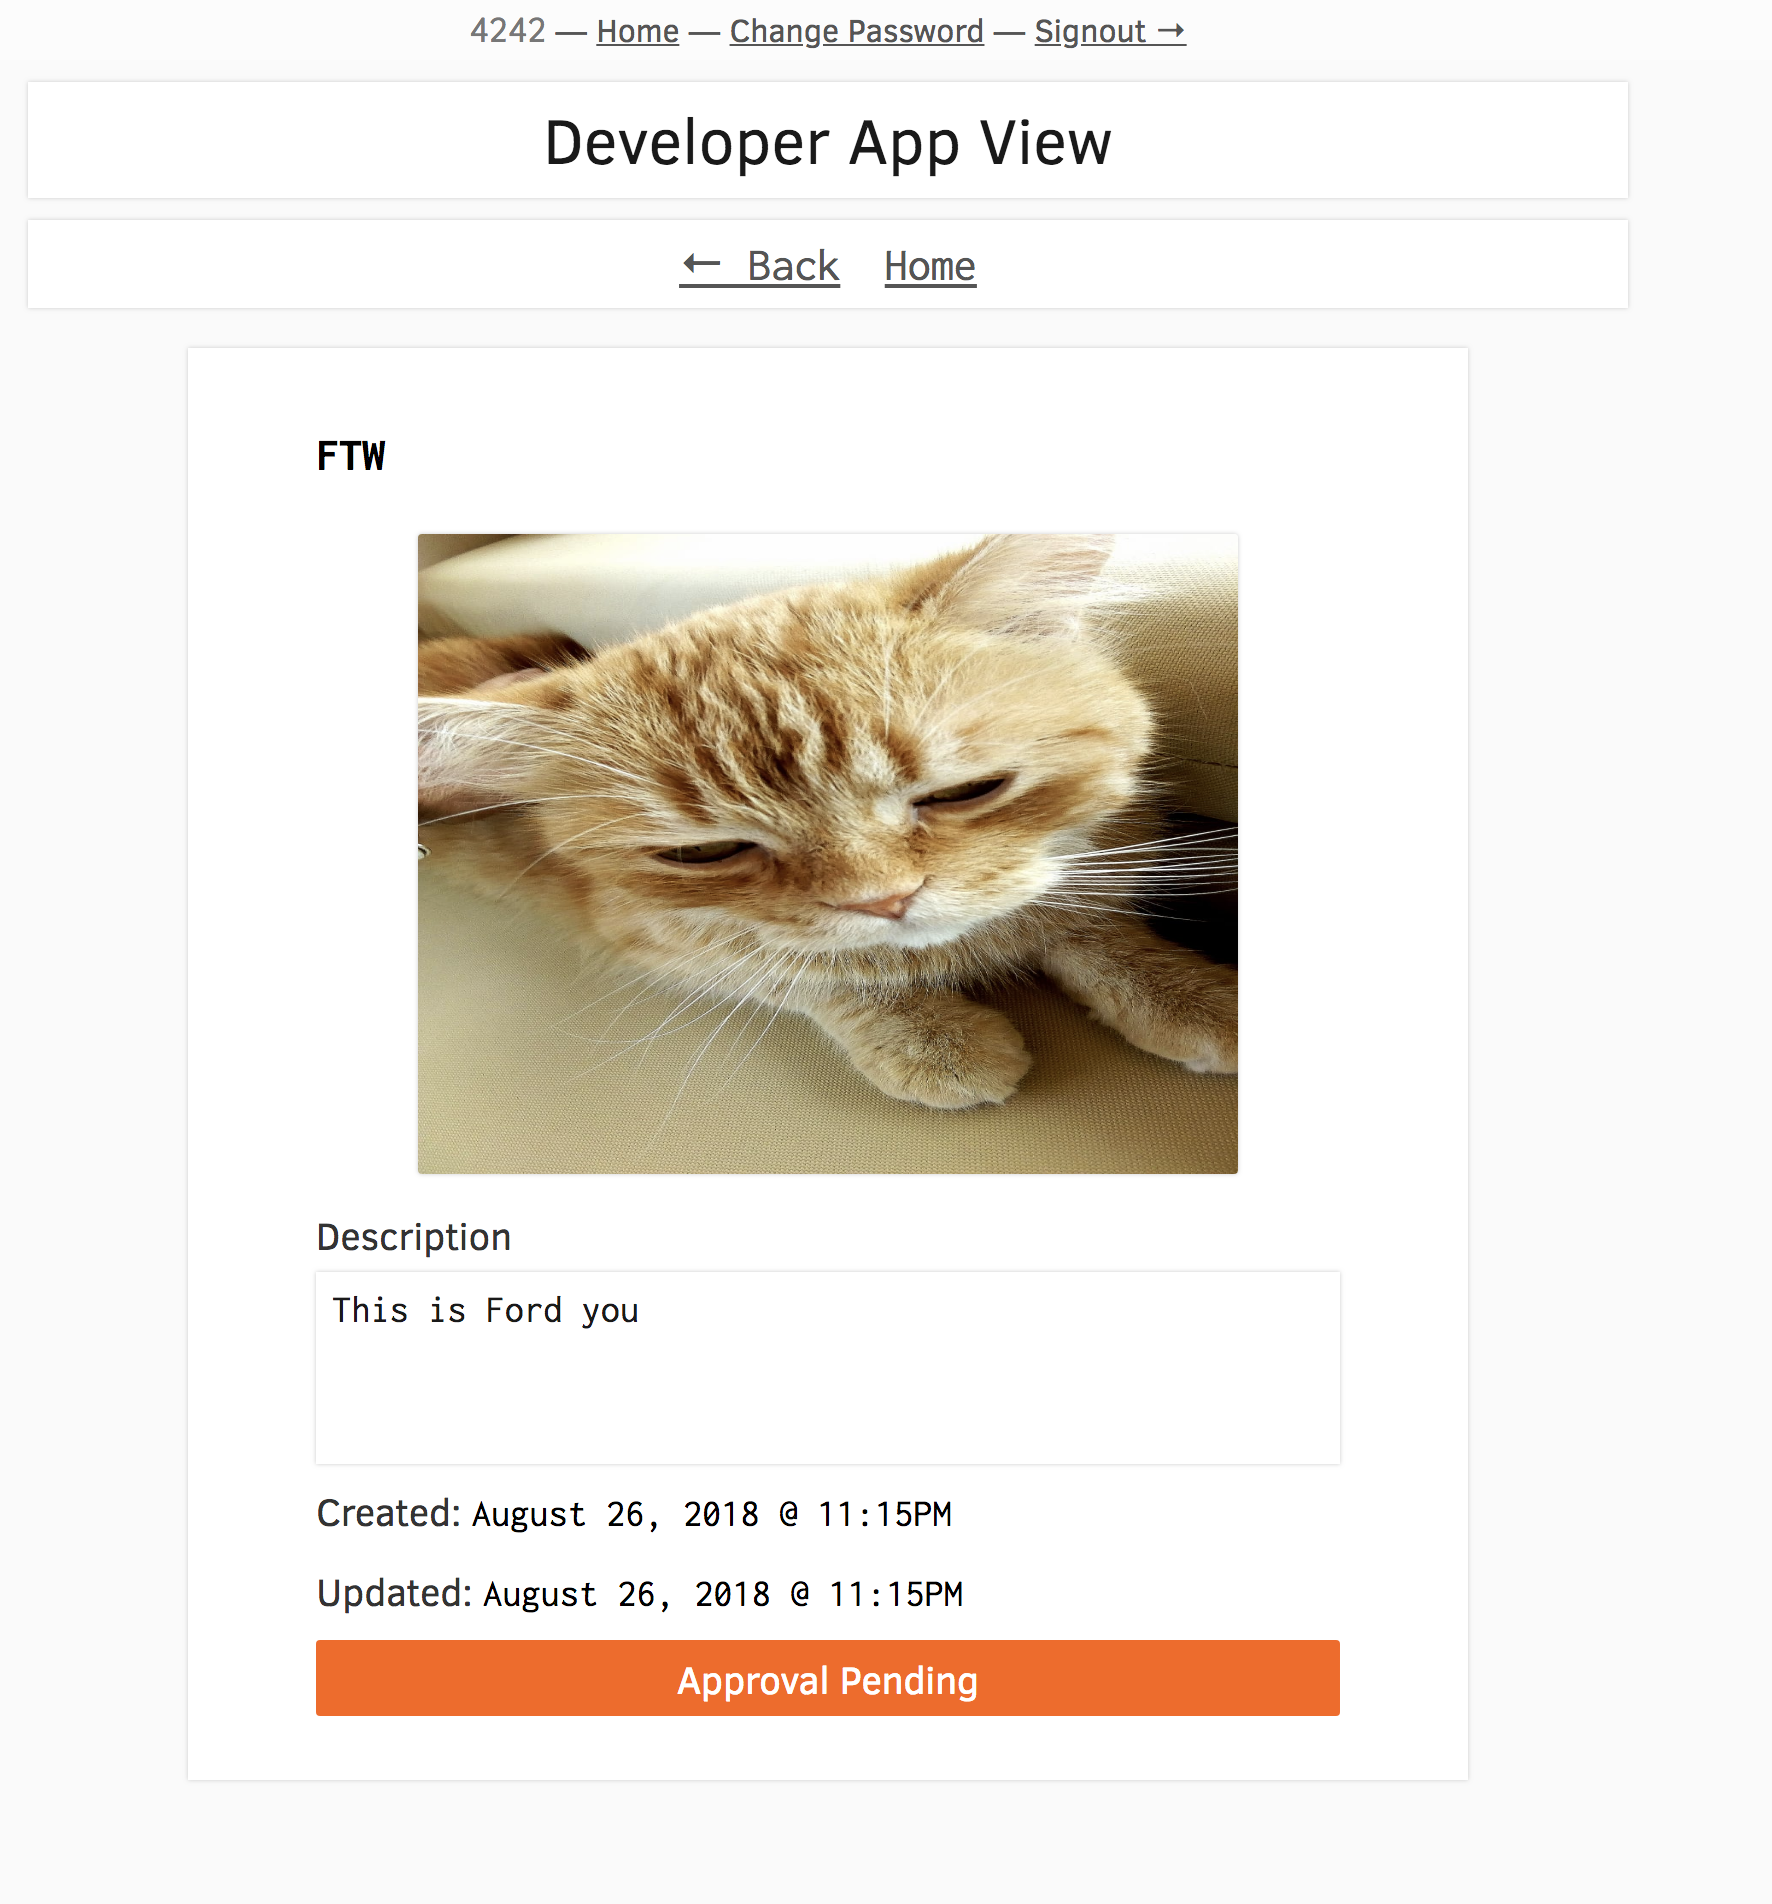 4242 — Home — Change Password — Signout →
Developer App View
← Back Home
FTW
Description
This is Ford you
Created: August 26, 2018 @ 11:15PM
Updated: August 26, 2018 @ 11:15PM
Approval Pending